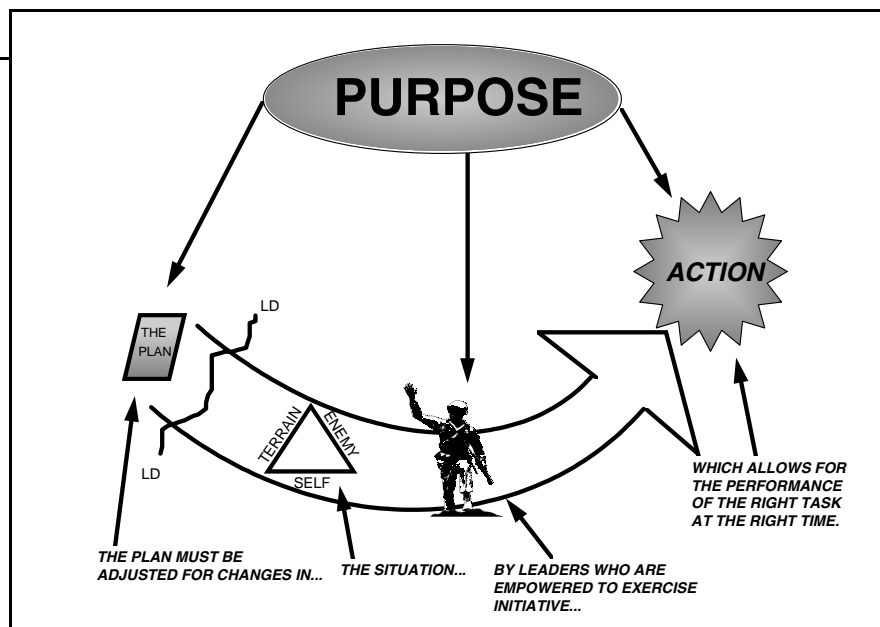 PURPOSE
ACTION
LD
THE
PLAN
TERRAIN
ENEMY
SELF
LD
WHICH ALLOWS FOR
THE PERFORMANCE
OF THE RIGHT TASK
AT THE RIGHT TIME.
THE PLAN MUST BE
ADJUSTED FOR CHANGES IN...
THE SITUATION...
BY LEADERS WHO ARE
EMPOWERED TO EXERCISE
INITIATIVE...